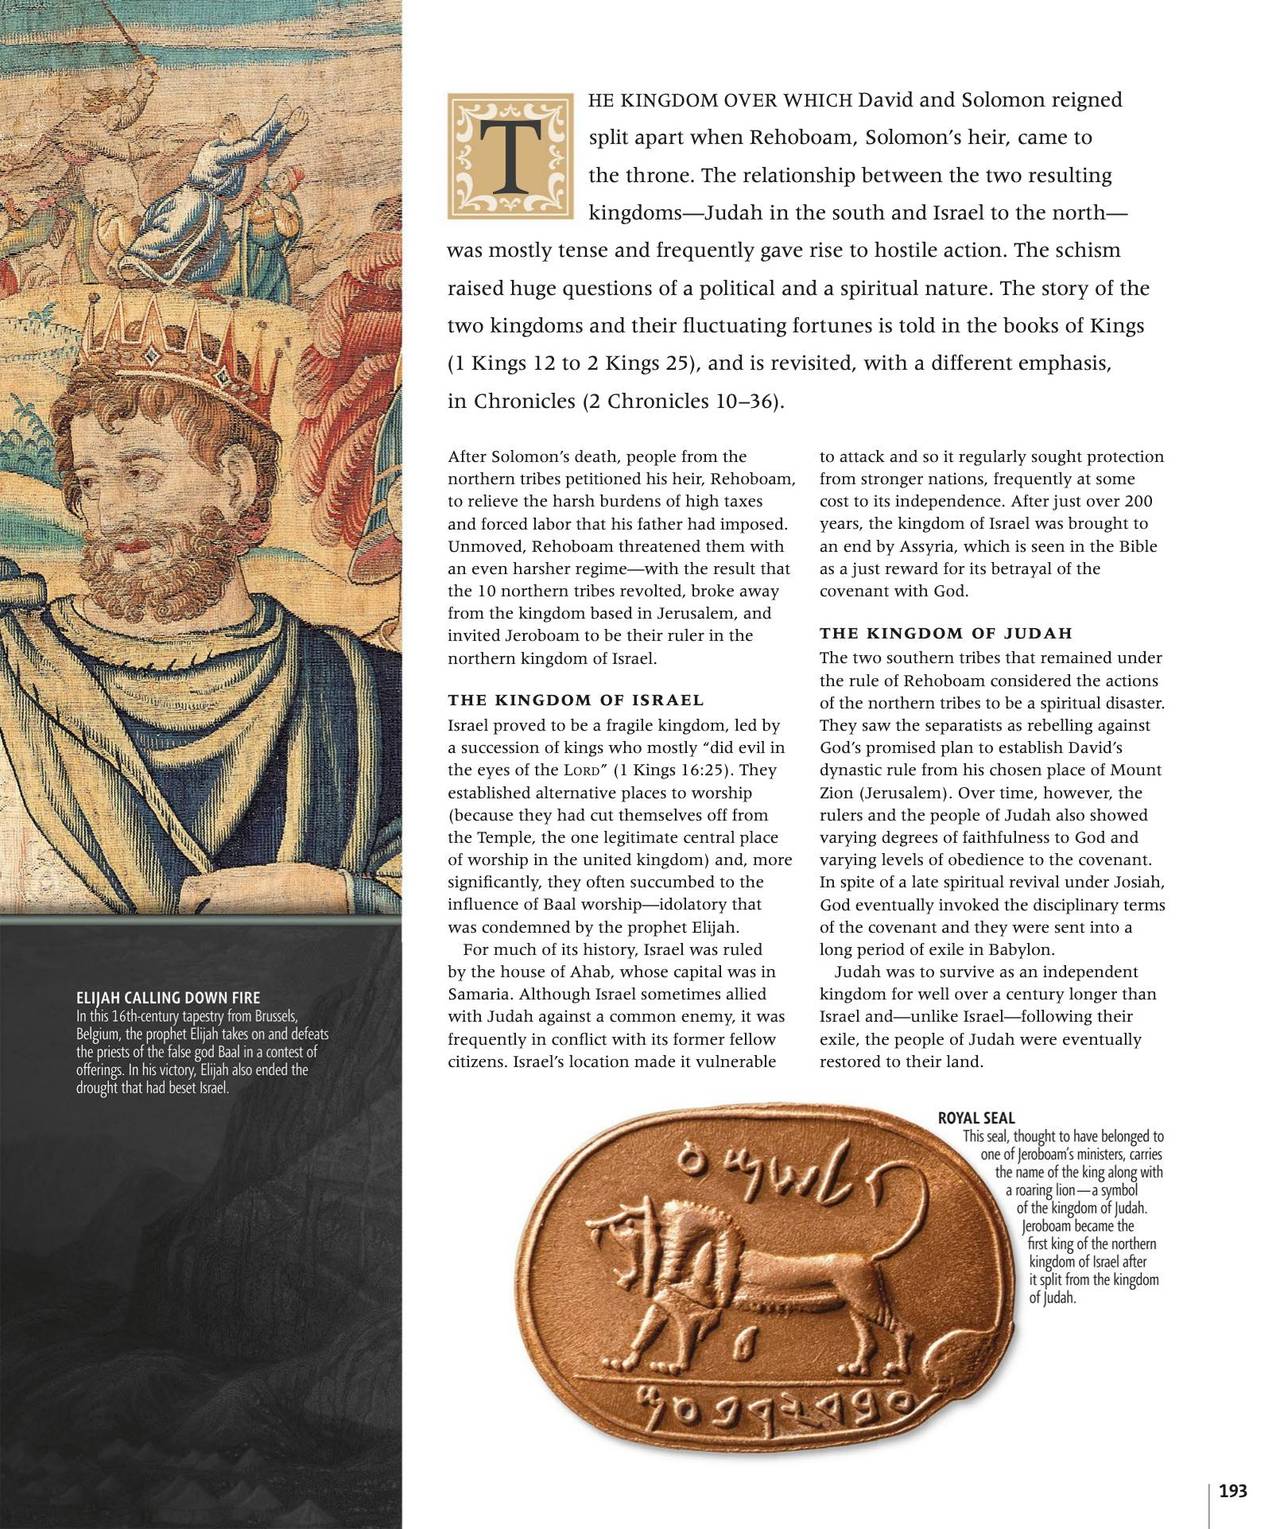 THE KINGDOM OVER WHICH David and Solomon reigned
split apart when Rehoboam, Solomon’s heir, came to
the throne. The relationship between the two resulting
kingdoms—Judah in the south and Israel to the north—
was mostly tense and frequently gave rise to hostile action. The schism
raised huge questions of a political and a spiritual nature. The story of the
two kingdoms and their fluctuating fortunes is told in the books of Kings
(1 Kings 12 to 2 Kings 25), and is revisited, with a different emphasis,
in Chronicles (2 Chronicles 10–36).
After Solomon’s death, people from the
northern tribes petitioned his heir, Rehoboam,
to relieve the harsh burdens of high taxes
and forced labor that his father had imposed.
Unmoved, Rehoboam threatened them with
an even harsher regime—with the result that
the 10 northern tribes revolted, broke away
from the kingdom based in Jerusalem, and
invited Jeroboam to be their ruler in the
northern kingdom of Israel.
THE KINGDOM OF ISRAEL
Israel proved to be a fragile kingdom, led by
a succession of kings who mostly “did evil in
the eyes of the LORD” (1 Kings 16:25). They
established alternative places to worship
(because they had cut themselves off from
the Temple, the one legitimate central place
of worship in the united kingdom) and, more
significantly, they often succumbed to the
influence of Baal worship—idolatory that
was condemned by the prophet Elijah.
For much of its history, Israel was ruled
by the house of Ahab, whose capital was in
Samaria. Although Israel sometimes allied
with Judah against a common enemy, it was
frequently in conflict with its former fellow
citizens. Israel’s location made it vulnerable
to attack and so it regularly sought protection
from stronger nations, frequently at some
cost to its independence. After just over 200
years, the kingdom of Israel was brought to
an end by Assyria, which is seen in the Bible
as a just reward for its betrayal of the
covenant with God.
THE KINGDOM OF JUDAH
The two southern tribes that remained under
the rule of Rehoboam considered the actions
of the northern tribes to be a spiritual disaster.
They saw the separatists as rebelling against
God’s promised plan to establish David’s
dynastic rule from his chosen place of Mount
Zion (Jerusalem). Over time, however, the
rulers and the people of Judah also showed
varying degrees of faithfulness to God and
varying levels of obedience to the covenant.
In spite of a late spiritual revival under Josiah,
God eventually invoked the disciplinary terms
of the covenant and they were sent into a
long period of exile in Babylon.
Judah was to survive as an independent
kingdom for well over a century longer than
Israel and—unlike Israel—following their
exile, the people of Judah were eventually
restored to their land.
ELIJAH CALLING DOWN FIRE
In this 16th-century tapestry from Brussels,
Belgium, the prophet Elijah takes on and defeats
the priests of the false god Baal in a contest of
offerings. In his victory, Elijah also ended the
drought that had beset Israel.
ROYAL SEAL
This seal, thought to have belonged to
one of Jeroboam’s ministers, carries
the name of the king along with
a roaring lion—a symbol
of the kingdom of Judah.
Jeroboam became the
first king of the northern
kingdom of Israel after
it split from the kingdom
of Judah.
193